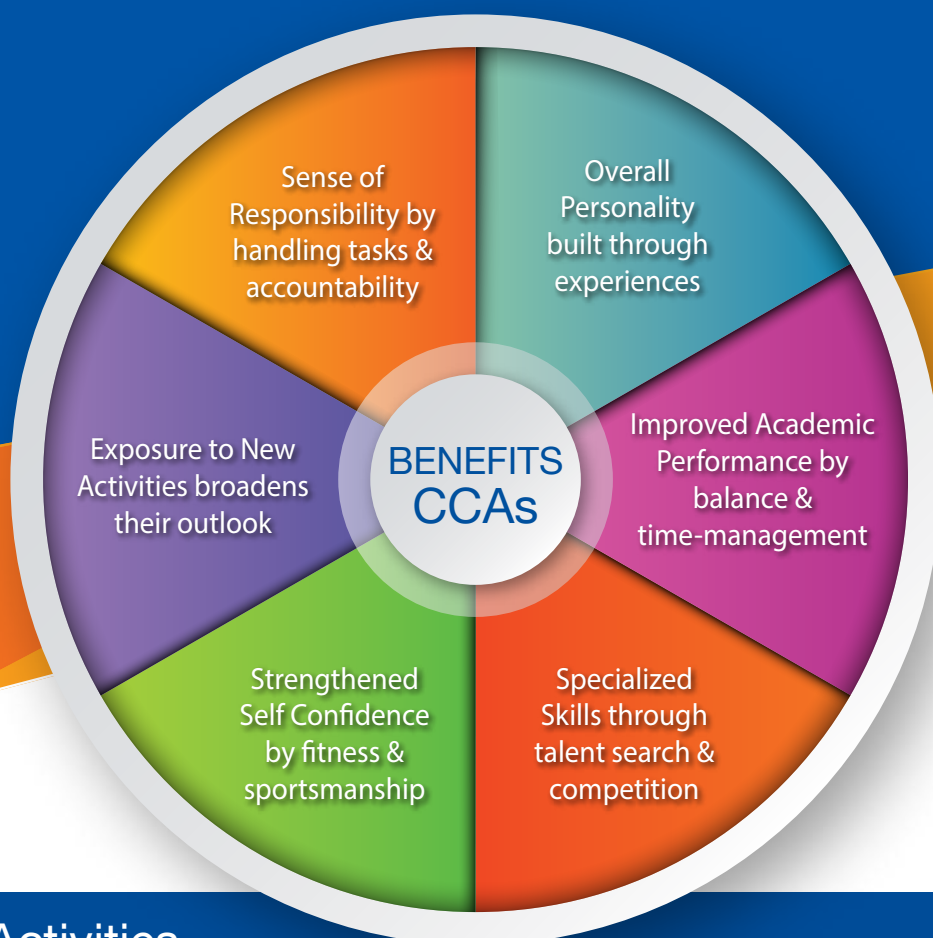 Sense of
Responsibility by
handling tasks &
accountability
Overall
Personality
built through
experiences
Exposure to New
Activities broadens
their outlook
BENEFITS
CCAs
Improved Academic
Performance by
balance &
time-management
Strengthened
Self Confidence
by fitness &
sportsmanship
Specialized
Skills through
talent search &
competition
Activities